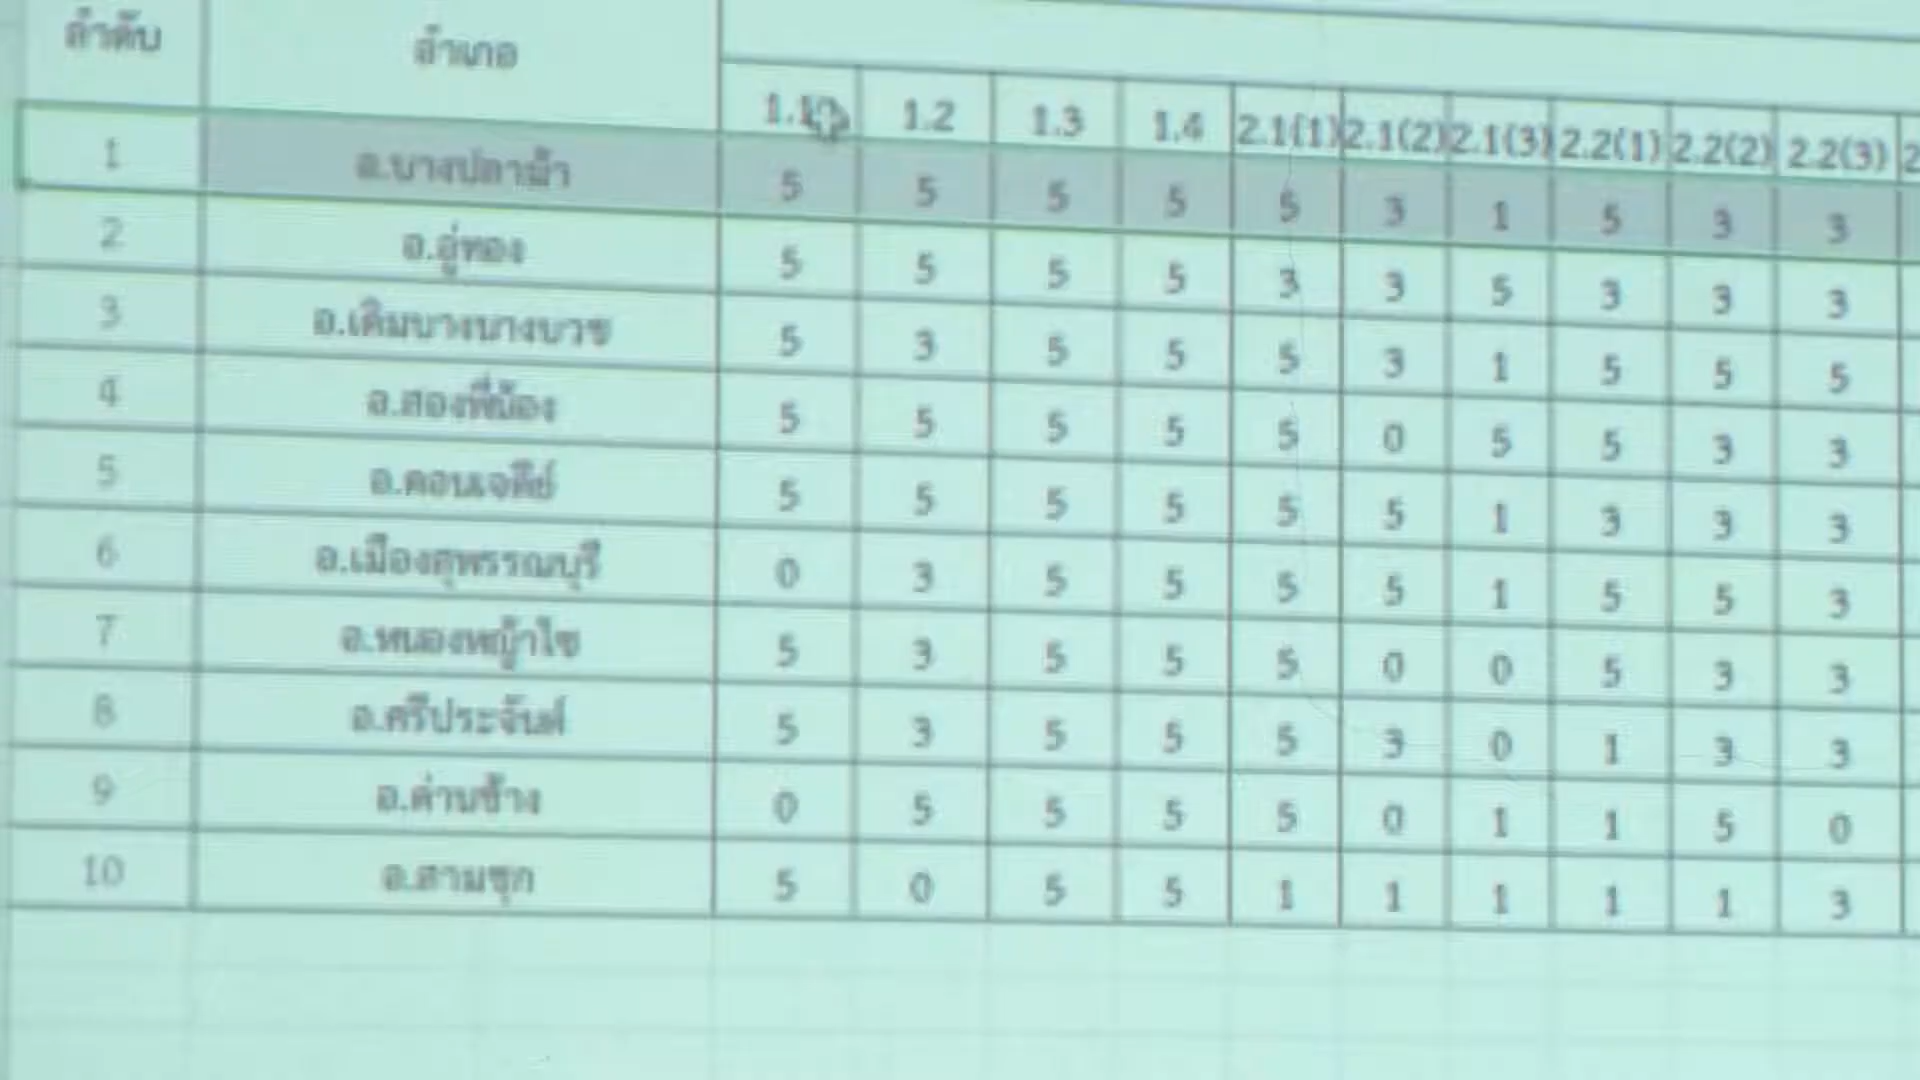 ลำดับ อำเภอ
1.1 1.2 1.3 1.4 2.1(1) 2.1(2) 2.1(3) 2.2(1) 2.2(2) 2.2(3) 2
1 อ.บางปลาม้า 5 5 5 5 5 3 1 5 3 3
2 อ.อู่ทอง 5 5 5 5 3 3 5 3 3 3
3 อ.เดิมบางบางบวช 5 3 5 5 5 3 1 5 5 5
4 อ.สองพี่น้อง 5 5 5 5 5 0 5 5 3 3
5 อ.ดอนเจดีย์ 5 5 5 5 5 5 1 3 3 3
6 อ.เมืองสุพรรณบุรี 0 3 5 5 5 5 1 5 5 3
7 อ.หนองหญ้าไซ 5 3 5 5 5 0 0 5 3 3
8 อ.ศรีประจันต์ 5 3 5 5 5 3 0 1 3 3
9 อ.ด่านช้าง 0 5 5 5 5 0 1 1 5 0
10 อ.สามชุก 5 0 5 5 1 1 1 1 1 3